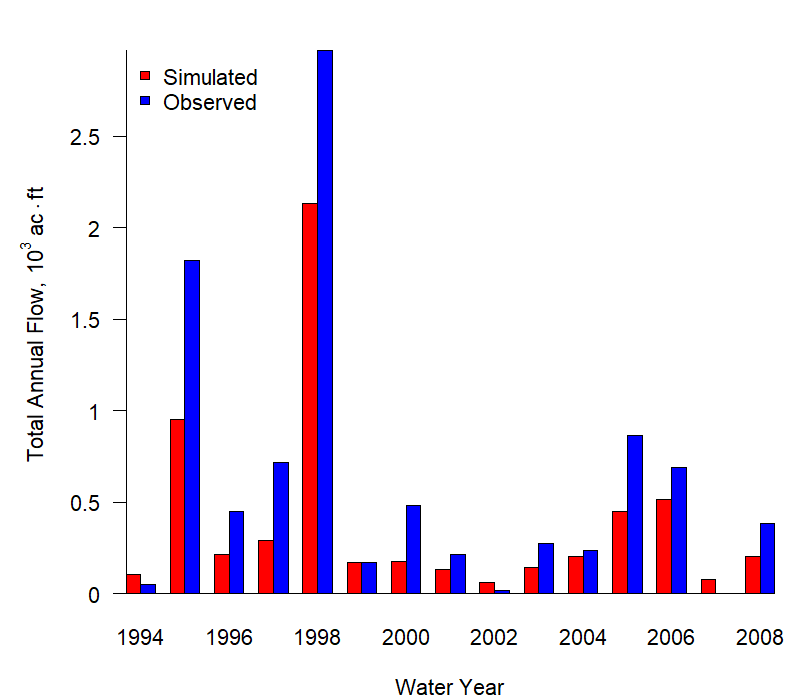 Simulated
Observed
2.5
2
1.5
1
0.5
0
Total Annual Flow, 10³ ac · ft
1994 1996 1998 2000 2002 2004 2006 2008
Water Year